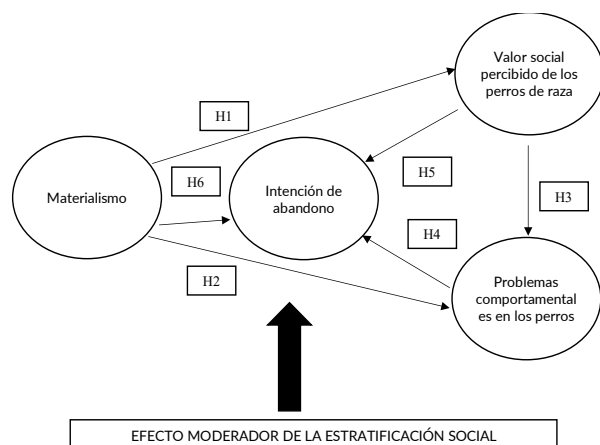 Valor social
percibido de los
perros de raza
H1
Materialismo
H6
Intención de
abandono
H5
H3
H4
H2
Problemas
comportamental
es en los perros
EFECTO MODERADOR DE LA ESTRATIFICACIÓN SOCIAL